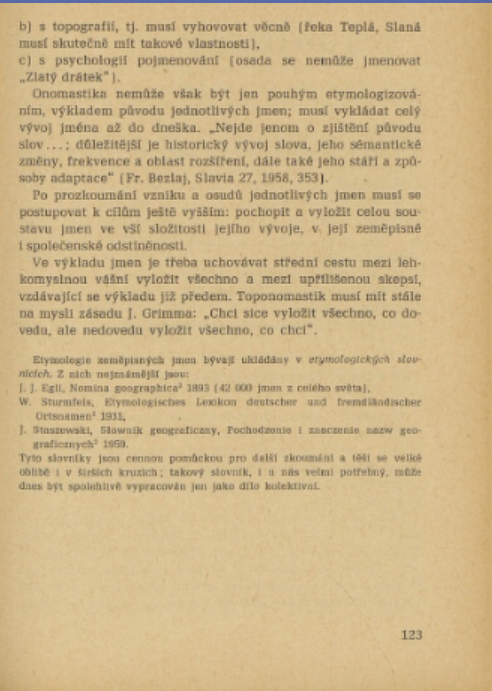 b) s topografií, tj. musí vyhovovat věcně (řeka Teplá, Slaná
musí skutečně mít takové vlastnosti),
c) s psychologií pojmenování (osada se nemůže jmenovat
„Zlatý drátek“).
Onomastika nemůže však být jen pouhým etymologizová-
ním, výkladem původu jednotlivých jmen; musí vykládat celý
vývoj jména až do dneška. „Nejde jenom o zjištění původu
slov...; důležitější je historický vývoj slova, jeho sémantické
změny, frekvence a oblast rozšíření, dále také jeho stáří a způ-
soby adaptace“ (Fr. Bezlaj, Slavia 27, 1958, 353).
Po prozkoumání vzniku a osudů jednotlivých jmen musí se
postupovat k cílům ještě vyšším: pochopit a vyložit celou sou-
stavu jmen ve vší složitosti jejího vývoje, v její zeměpisné
i společenské odstíněnosti.
Ve výkladu jmen je třeba uchovávat střední cestu mezi leh-
komyslnou vášní vyložit všechno a mezi upřílišenou skepsí,
vzdávající se výkladu již předem. Toponomastik musí mít stále
na mysli zásadu J. Grimma: „Chci sice vyložit všechno, co do-
vedu, ale nedovedu vyložit všechno, co chci“.
Etymologie zeměpisných jmen bývají ukládány v etymologických slov-
nících. Z nich nejznámější jsou:
J. J. Egli, Nomina geographica² 1893 (42 000 jmen z celého světa),
W. Sturmfels, Etymologisches Lexikon deutscher und fremdländischer
Ortsnamen² 1931,
J. Staszewski, Słownik geograficzny, Pochodzenie i znaczenie nazw geo-
graficznych² 1959.
Tyto slovníky jsou cennou pomůckou pro další zkoumání a těší se velké
oblibě i v širších kruzích; takový slovník, i u nás velmi potřebný, může
dnes být spolehlivě vypracován jen jako dílo kolektivní.
123